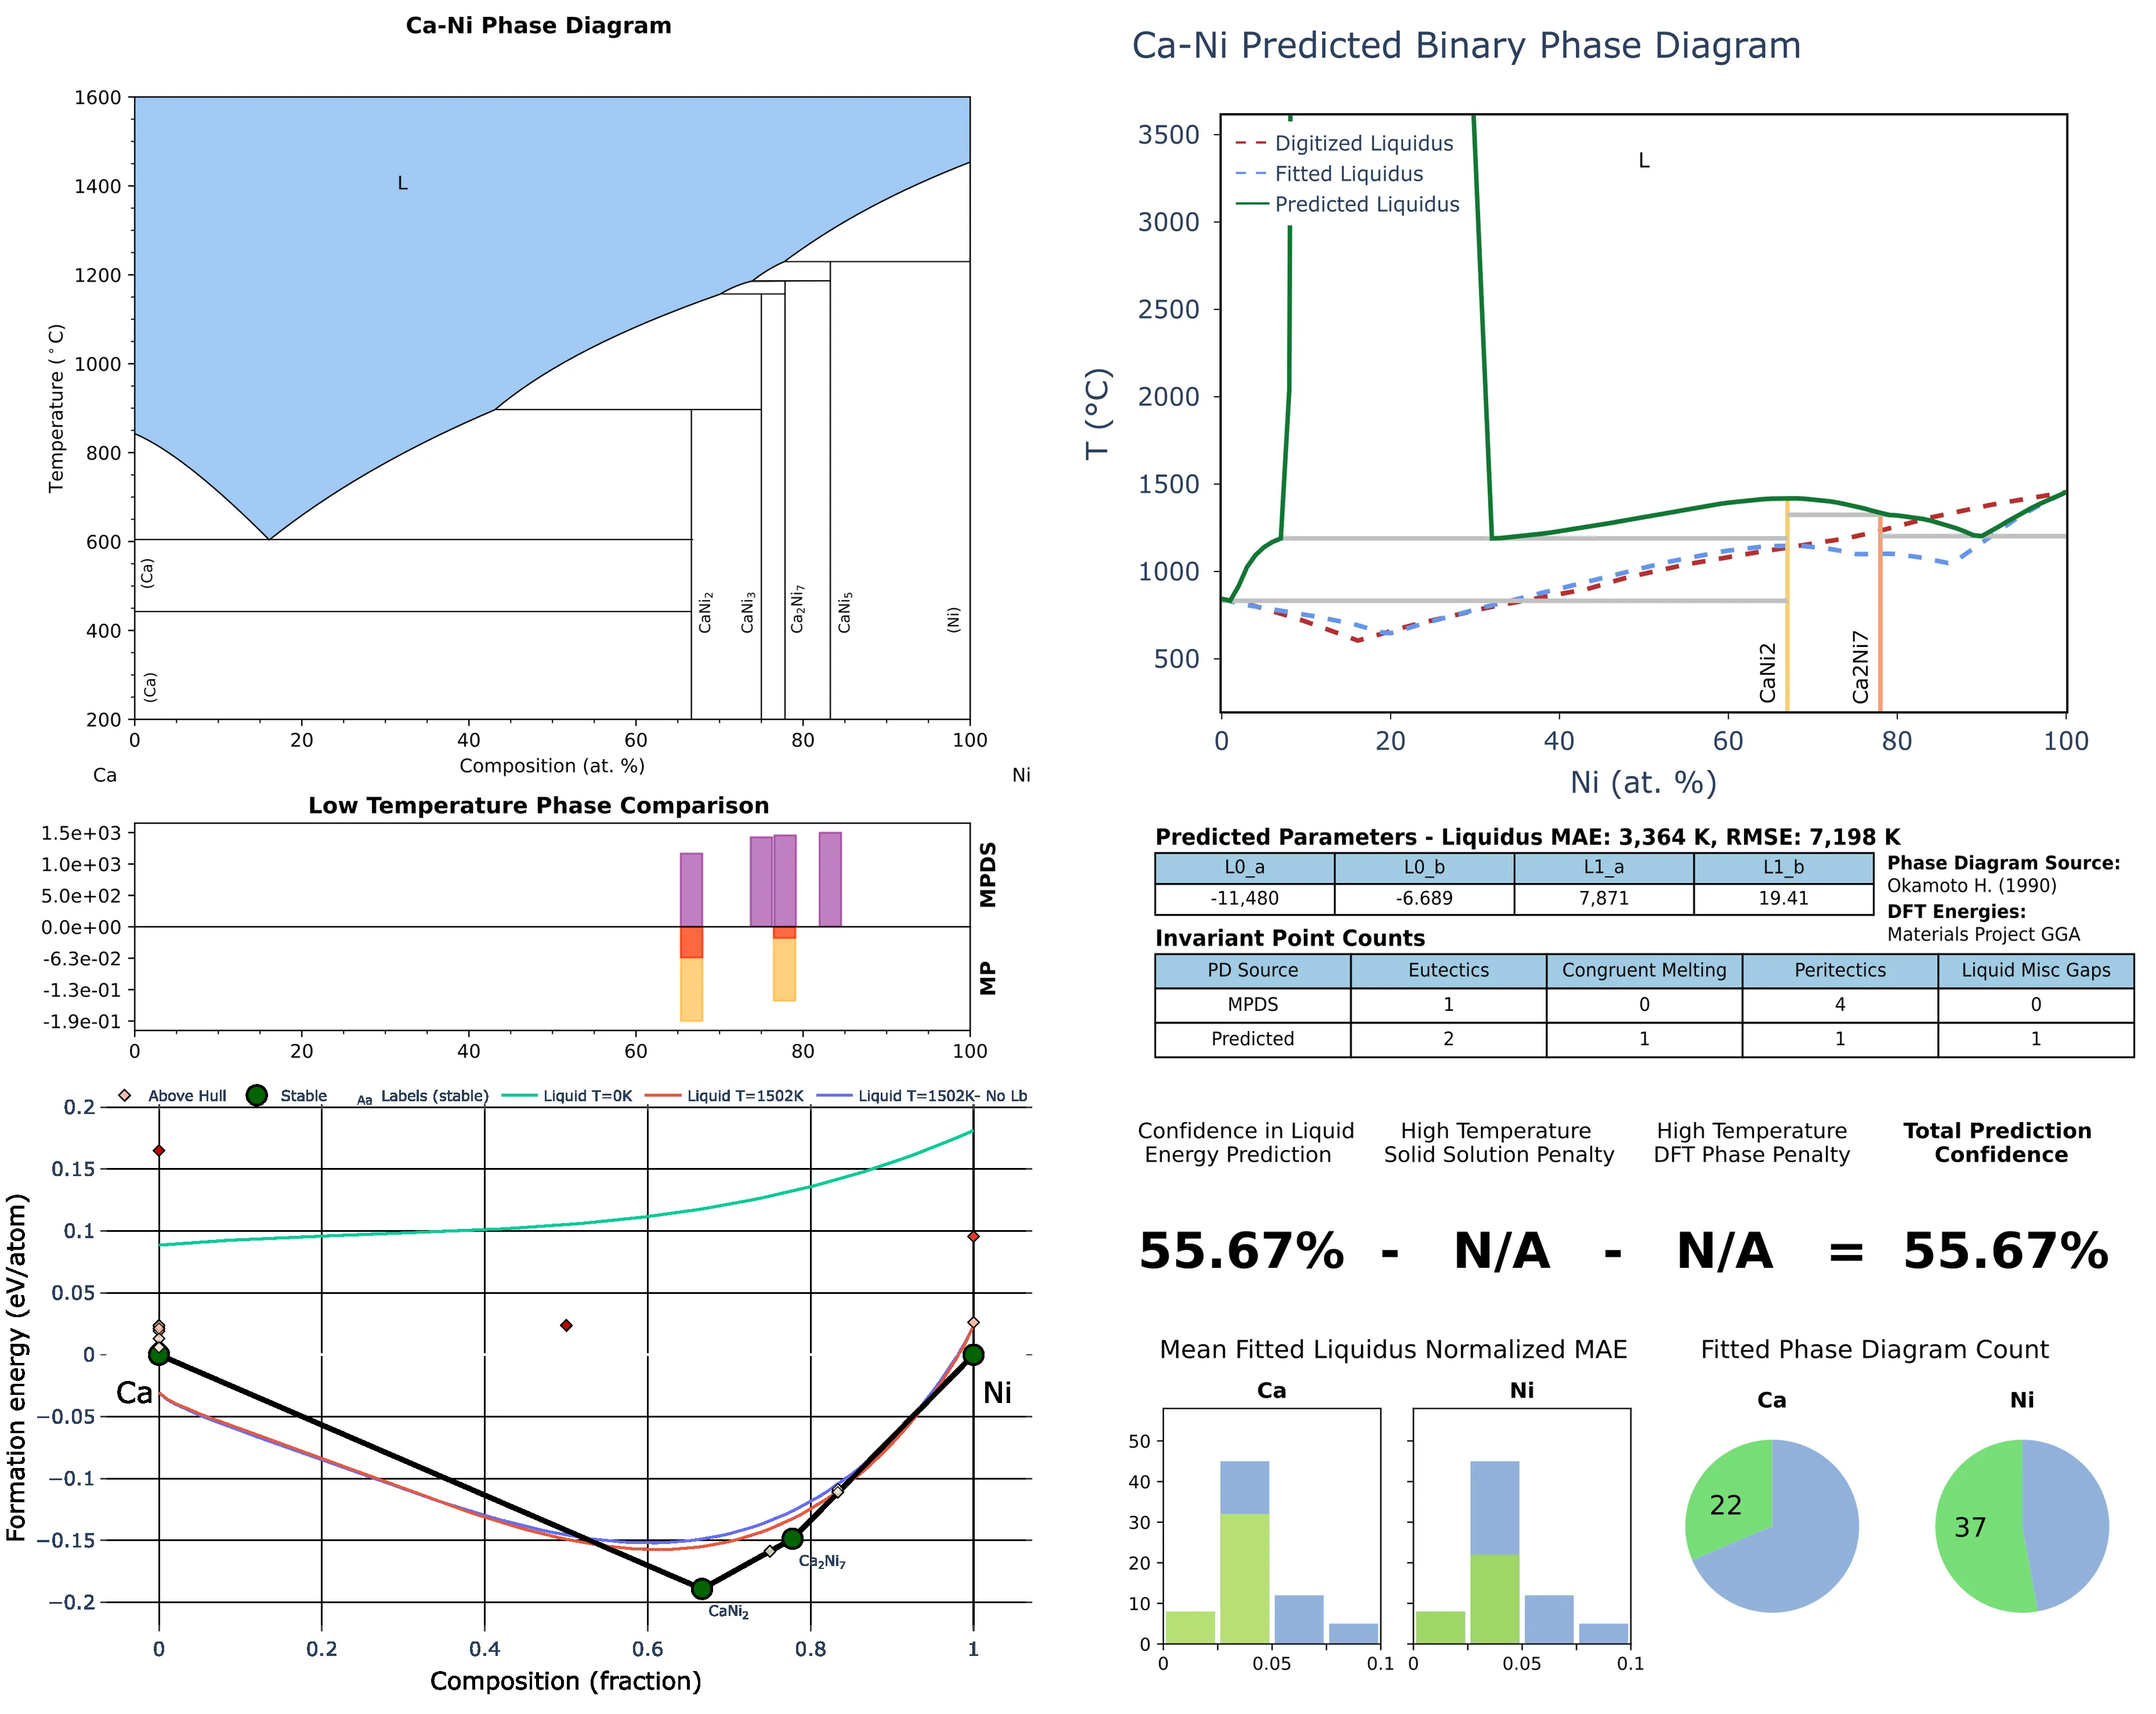 Ca-Ni Phase Diagram
1600
1400
1200
1000
800
600
400
200
Temperature (°C)
L
(Ca)
(Ca)
CaNi₂
CaNi₃
Ca₂Ni₇
CaNi₅
(Ni)
0 20 40 60 80 100
Composition (at. %)
Ca Ni
Low Temperature Phase Comparison
1.5e+03
1.0e+03
5.0e+02
0.0e+00
-6.3e-02
-1.3e-01
-1.9e-01
MPDS
MP
0 20 40 60 80 100
Above Hull Stable Aa Labels (stable) Liquid T=0K Liquid T=1502K Liquid T=1502K- No Lb
0.2
0.15
0.1
0.05
0
−0.05
−0.1
−0.15
−0.2
Formation energy (eV/atom)
Ca
Ni
Ca₂Ni₇
CaNi₂
0 0.2 0.4 0.6 0.8 1
Composition (fraction)
Ca-Ni Predicted Binary Phase Diagram
3500
3000
2500
2000
1500
1000
500
T (°C)
Digitized Liquidus
Fitted Liquidus
Predicted Liquidus
L
CaNi2
Ca2Ni7
0 20 40 60 80 100
Ni (at. %)
Predicted Parameters - Liquidus MAE: 3,364 K, RMSE: 7,198 K
L0_a L0_b L1_a L1_b
-11,480 -6.689 7,871 19.41
Phase Diagram Source:
Okamoto H. (1990)
DFT Energies:
Materials Project GGA
Invariant Point Counts
PD Source Eutectics Congruent Melting Peritectics Liquid Misc Gaps
MPDS 1 0 4 0
Predicted 2 1 1 1
Confidence in Liquid
Energy Prediction
High Temperature
Solid Solution Penalty
High Temperature
DFT Phase Penalty
Total Prediction
Confidence
55.67% - N/A - N/A = 55.67%
Mean Fitted Liquidus Normalized MAE
Ca
Ni
50
40
30
20
10
0
0 0.05 0.1
0 0.05 0.1
Fitted Phase Diagram Count
Ca
Ni
22
37